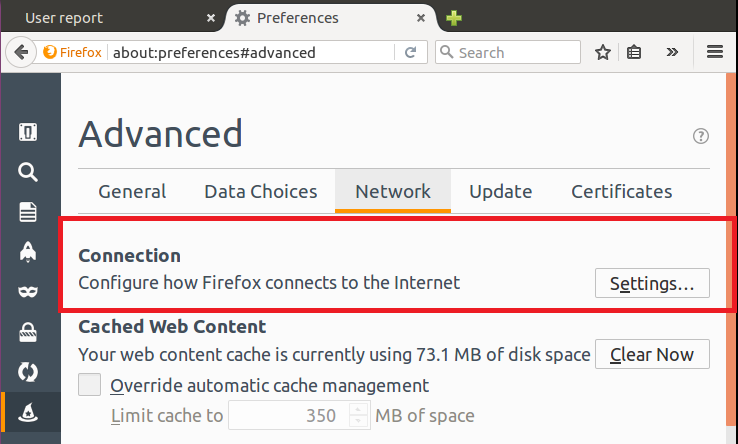 User report
Preferences
Firefox about:preferences#advanced Search
Advanced
General Data Choices Network Update Certificates
Connection
Configure how Firefox connects to the Internet Settings...
Cached Web Content
Your web content cache is currently using 73.1 MB of disk space Clear Now
Override automatic cache management
Limit cache to 350 MB of space